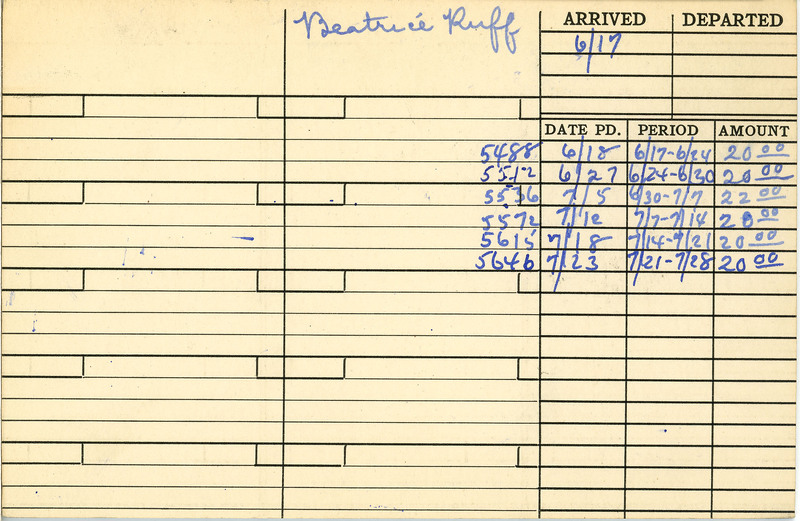 Beatrice Ruff
ARRIVED DEPARTED
6/17
DATE PD. PERIOD AMOUNT
5488 6/18 6/17-6/24 20 00
5512 6/27 6/24-6/30 20 00
5536 7/5 6/30-7/7 22 00
5572 7/12 7/7-7/14 20 00
5615 7/18 7/14-7/21 20 00
5646 7/23 7/21-7/28 20 00